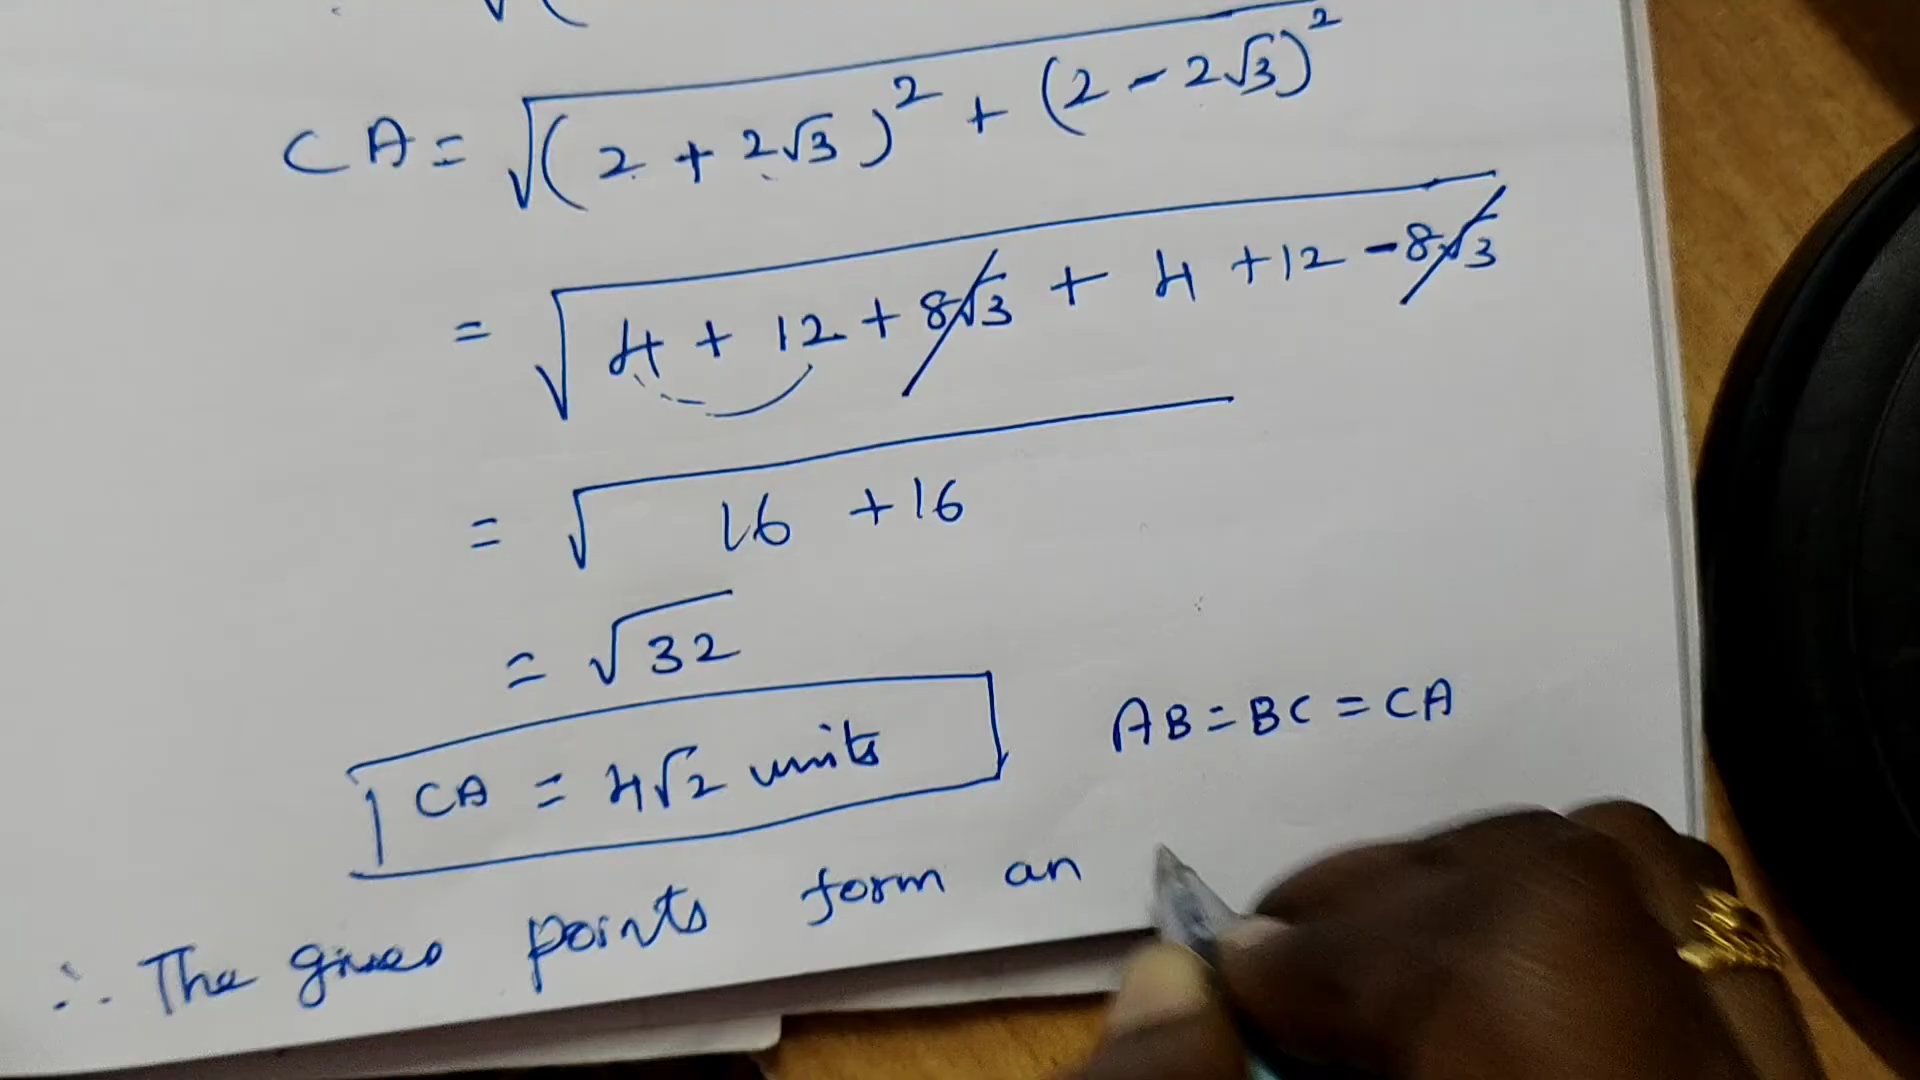 CA = √(2 + 2√3)² + (2 - 2√3)²
= √4 + 12 + 8√3 + 4 + 12 - 8√3
= √16 + 16
= √32
CA = 4√2 units
AB = BC = CA
∴ The given points form an